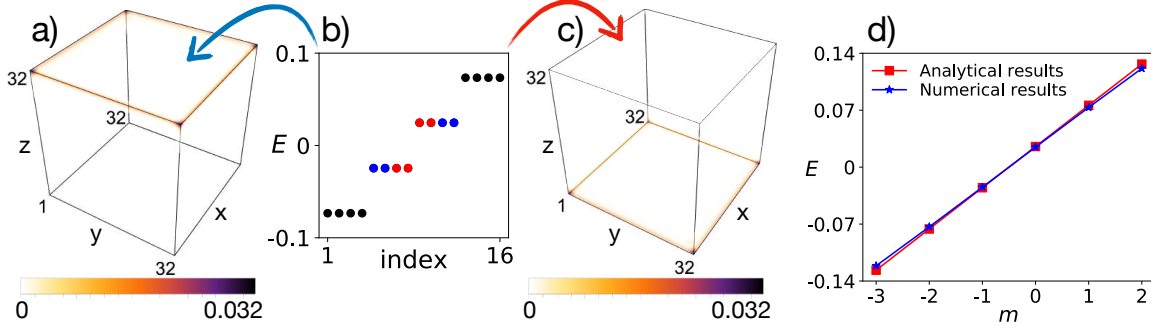 a)
32
32
z
1
y
x
32
0
0.032
b)
0.1
E
0
-0.1
1
index
16
c)
32
32
z
1
y
x
32
0
0.032
d)
Analytical results
Numerical results
0.14
0.07
E
0
-0.07
-0.14
-3
-2
-1
0
1
2
m